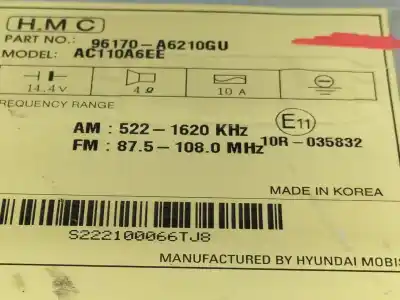 H.M.C
PART NO.: 96170-A6210GU
MODEL: AC110A6EE
14.4V 4Ω 10A
FREQUENCY RANGE
AM : 522-1620 KHz
FM : 87.5-108.0 MHz
E11
10R-035832
MADE IN KOREA
S222100066TJ8
MANUFACTURED BY HYUNDAI MOBIS